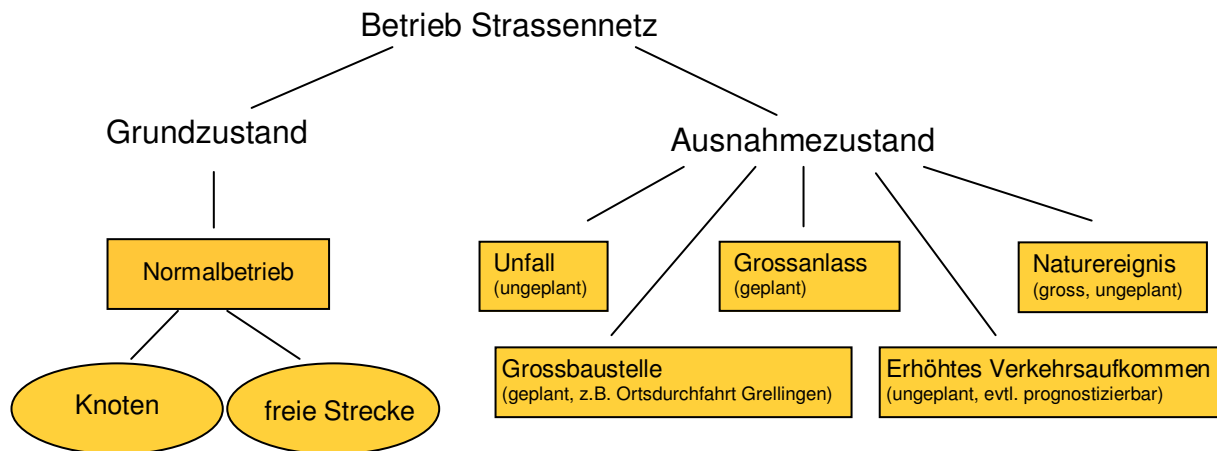 Betrieb Strassennetz
Grundzustand
Ausnahmezustand
Normalbetrieb
Unfall
(ungeplant)
Grossanlass
(geplant)
Naturereignis
(gross, ungeplant)
Grossbaustelle
(geplant, z.B. Ortsdurchfahrt Grellingen)
Erhöhtes Verkehrsaufkommen
(ungeplant, evtl. prognostizierbar)
Knoten
freie Strecke